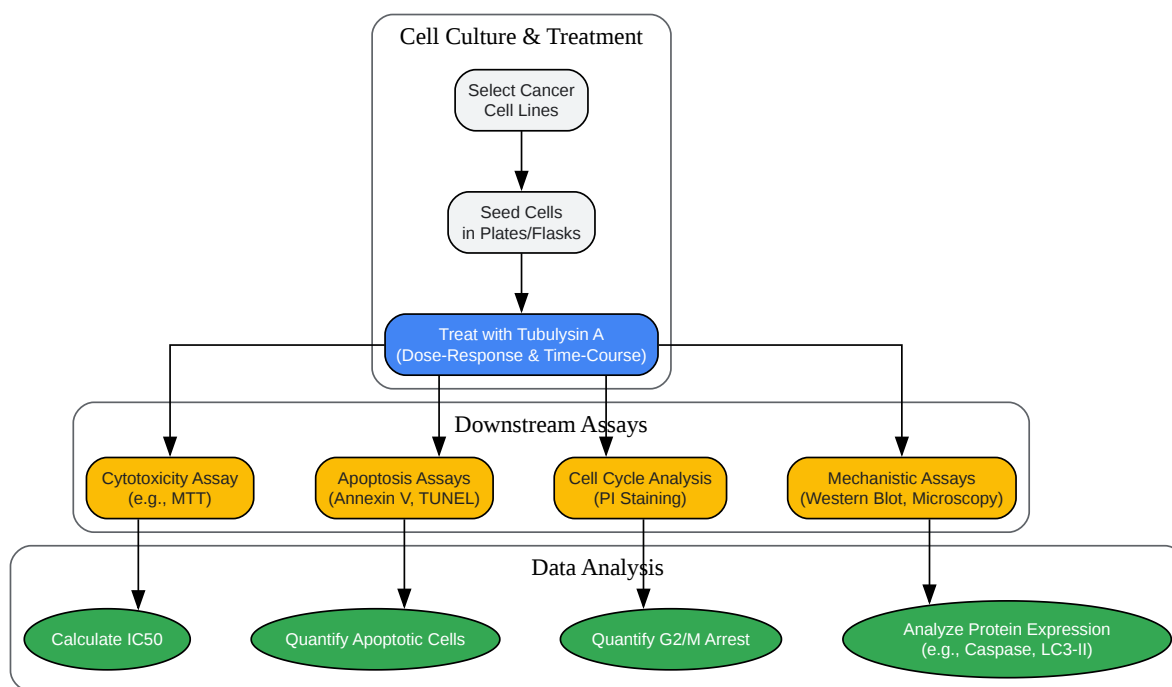 Cell Culture & Treatment
Select Cancer
Cell Lines
Seed Cells
in Plates/Flasks
Treat with Tubulysin A
(Dose-Response & Time-Course)
Downstream Assays
Cytotoxicity Assay
(e.g., MTT)
Apoptosis Assays
(Annexin V, TUNEL)
Cell Cycle Analysis
(PI Staining)
Mechanistic Assays
(Western Blot, Microscopy)
Data Analysis
Calculate IC50
Quantify Apoptotic Cells
Quantify G2/M Arrest
Analyze Protein Expression
(e.g., Caspase, LC3-II)